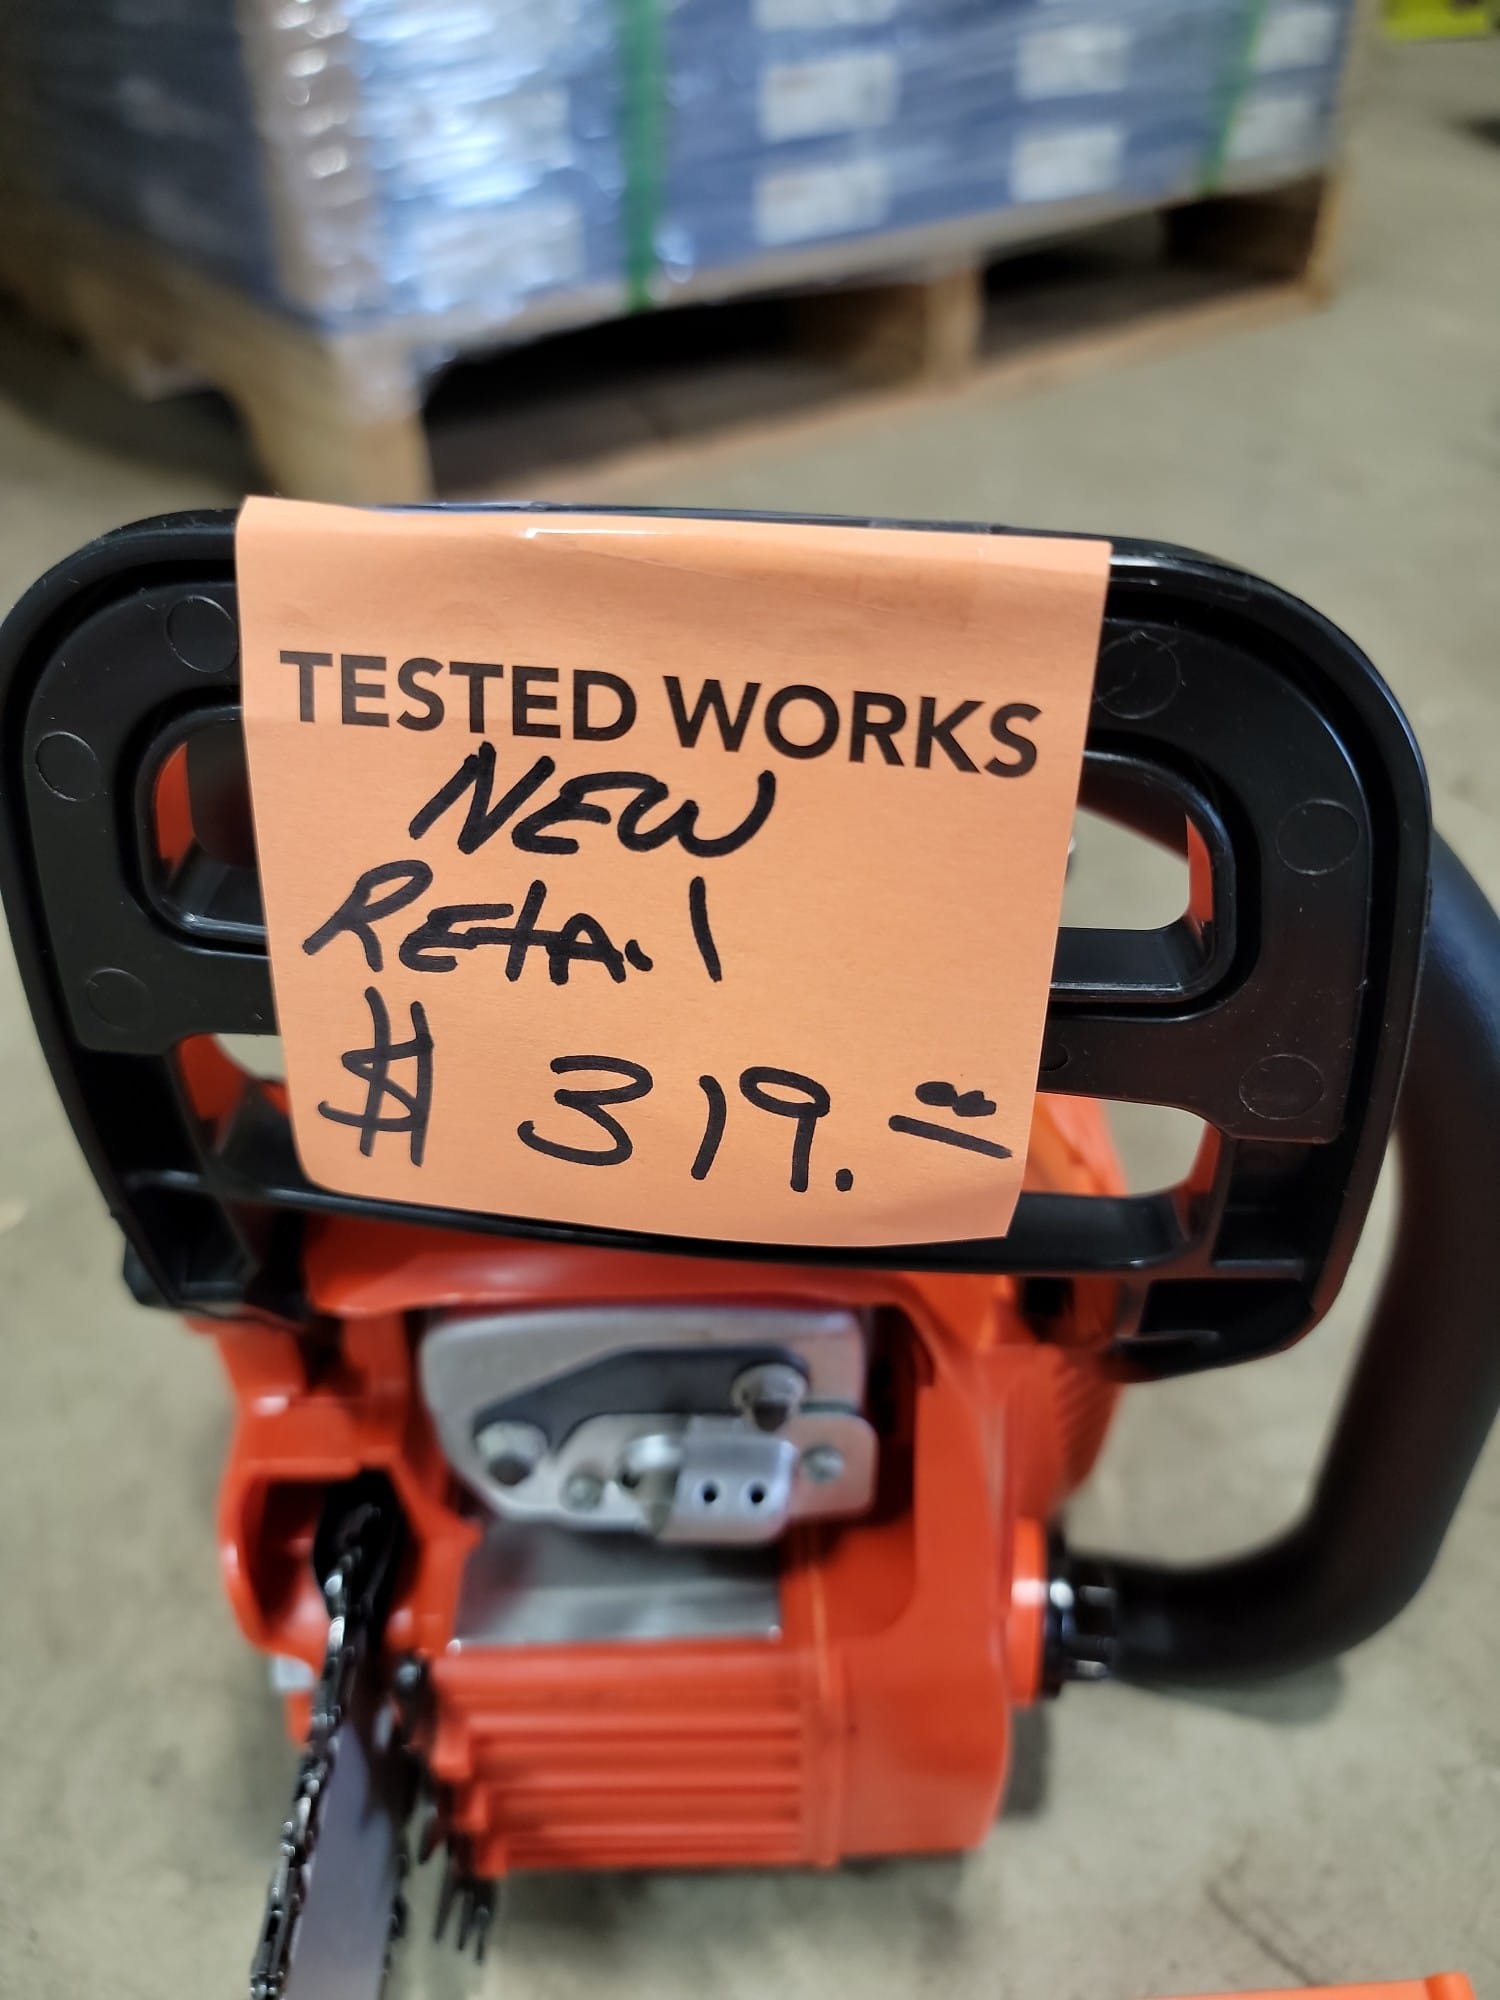 TESTED WORKS
NEW
RETAIL
$ 319.00